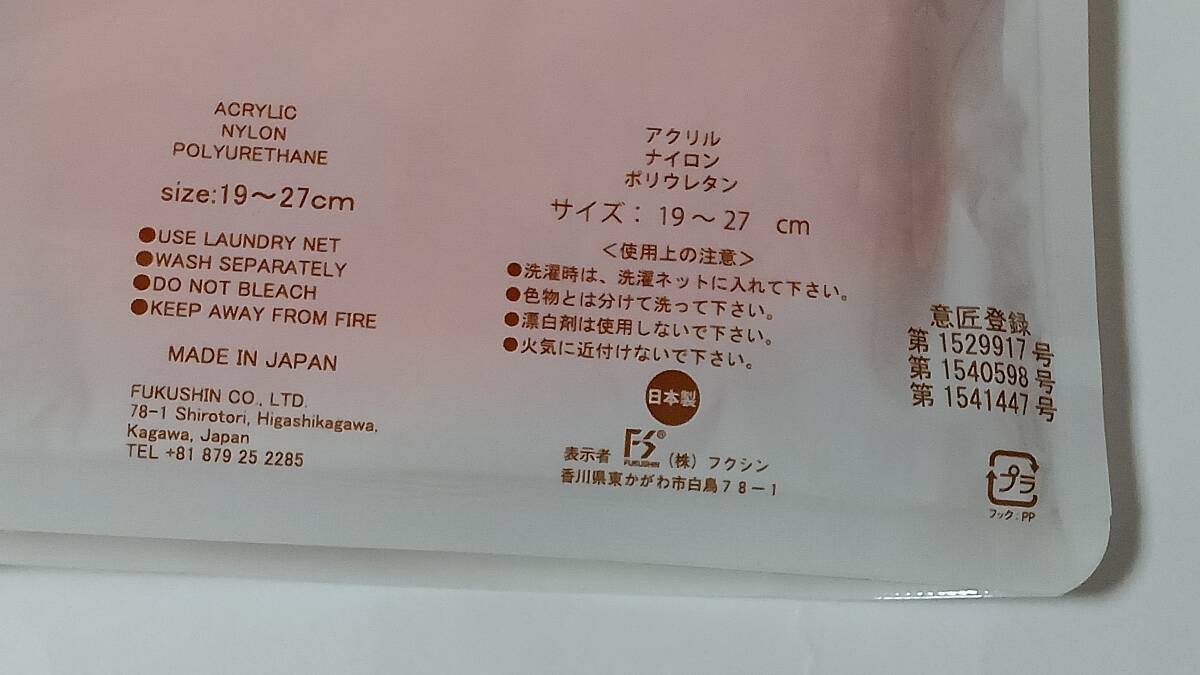 ACRYLIC
NYLON
POLYURETHANE
size:19～27cm
●USE LAUNDRY NET
●WASH SEPARATELY
●DO NOT BLEACH
●KEEP AWAY FROM FIRE
MADE IN JAPAN
FUKUSHIN CO., LTD.
78-1 Shirotori, Higashikagawa,
Kagawa, Japan
TEL +81 879 25 2285
アクリル
ナイロン
ポリウレタン
サイズ： 19 ～ 27 cm
＜使用上の注意＞
●洗濯時は、洗濯ネットに入れて下さい。
●色物とは分けて洗って下さい。
●漂白剤は使用しないで下さい。
●火気に近付けないで下さい。
日本製
表示者 FS® FUKUSHIN （株）フクシン
香川県東かがわ市白鳥７８－１
意匠登録
第 1529917 号
第 1540598 号
第 1541447 号
プラ
フック：PP